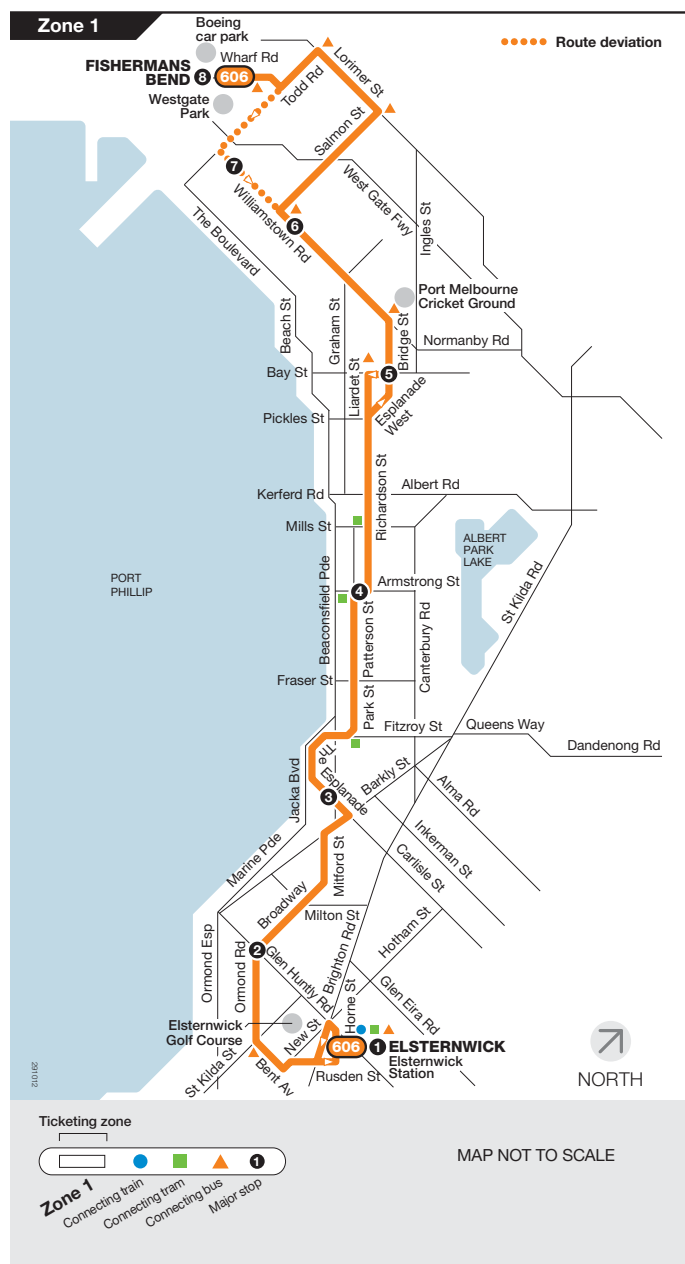 Zone 1
Boeing
car park
Route deviation
Wharf Rd
FISHERMANS
BEND
8
606
Todd Rd
Lorimer St
Westgate
Park
Salmon St
7
Williamstown Rd
6
West Gate Fwy
Ingles St
The Boulevard
Port Melbourne
Cricket Ground
Beach St
Graham St
Bridge St
Normanby Rd
Liardet St
Bay St
5
Esplanade
West
Pickles St
Richardson St
Kerferd Rd
Albert Rd
Mills St
ALBERT
PARK
LAKE
St Kilda Rd
PORT
PHILLIP
Beaconsfield Pde
4
Armstrong St
Patterson St
Canterbury Rd
Fraser St
Park St
Fitzroy St
Queens Way
Dandenong Rd
The
Esplanade
Jacka Bvd
3
Barkly St
Alma Rd
Inkerman St
Carlisle St
Marine Pde
Mitford St
Broadway
Milton St
Hotham St
Ormond Esp
Ormond Rd
2
Glen Huntly Rd
Brighton Rd
Horne St
Glen Eira Rd
Elsternwick
Golf Course
New St
606
1
ELSTERNWICK
Elsternwick
Station
St Kilda St
Bent Av
Rusden St
291012
NORTH
Ticketing zone
MAP NOT TO SCALE
1
Zone 1
Connecting train
Connecting tram
Connecting bus
Major stop